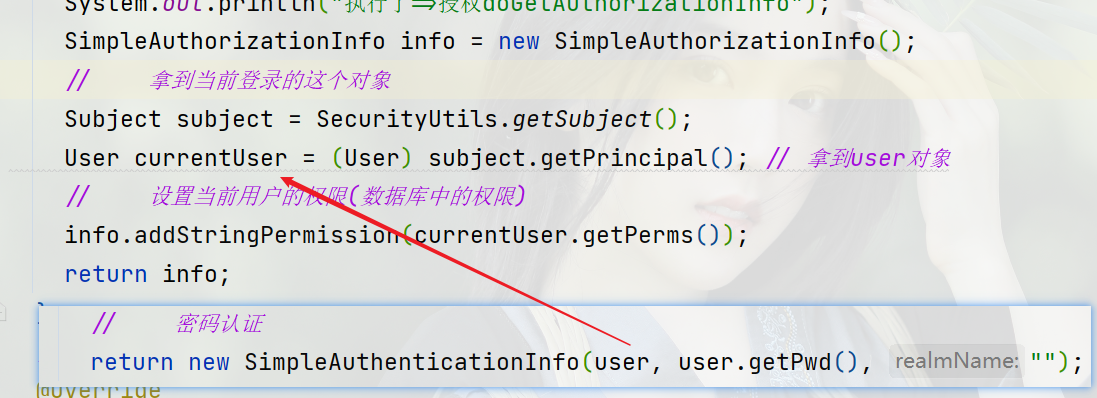 System.out.println("执行了=>授权doGetAuthorizationInfo");
SimpleAuthorizationInfo info = new SimpleAuthorizationInfo();
// 拿到当前登录的这个对象
Subject subject = SecurityUtils.getSubject();
User currentUser = (User) subject.getPrincipal(); // 拿到user对象
// 设置当前用户的权限(数据库中的权限)
info.addStringPermission(currentUser.getPerms());
return info;
// 密码认证
return new SimpleAuthenticationInfo(user, user.getPwd(), realmName: "");
@Override